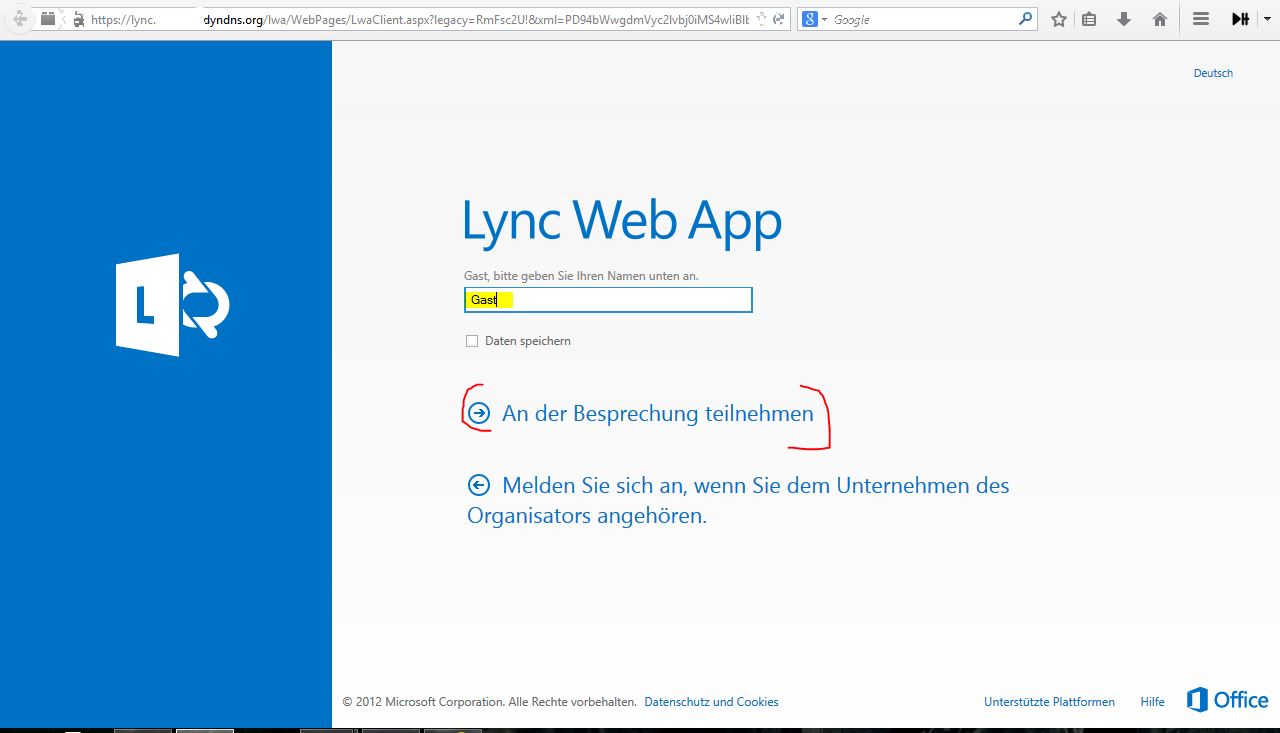 https://lync. dyndns.org/lwa/WebPages/LwaClient.aspx?legacy=RmFsc2U!&xml=PD94bWwgdmVyc2lvbj0iMS4wIiBlb
Google
Deutsch
Lync Web App
Gast, bitte geben Sie Ihren Namen unten an.
Gast
Daten speichern
An der Besprechung teilnehmen
Melden Sie sich an, wenn Sie dem Unternehmen des
Organisators angehören.
© 2012 Microsoft Corporation. Alle Rechte vorbehalten. Datenschutz und Cookies Unterstützte Plattformen Hilfe Office